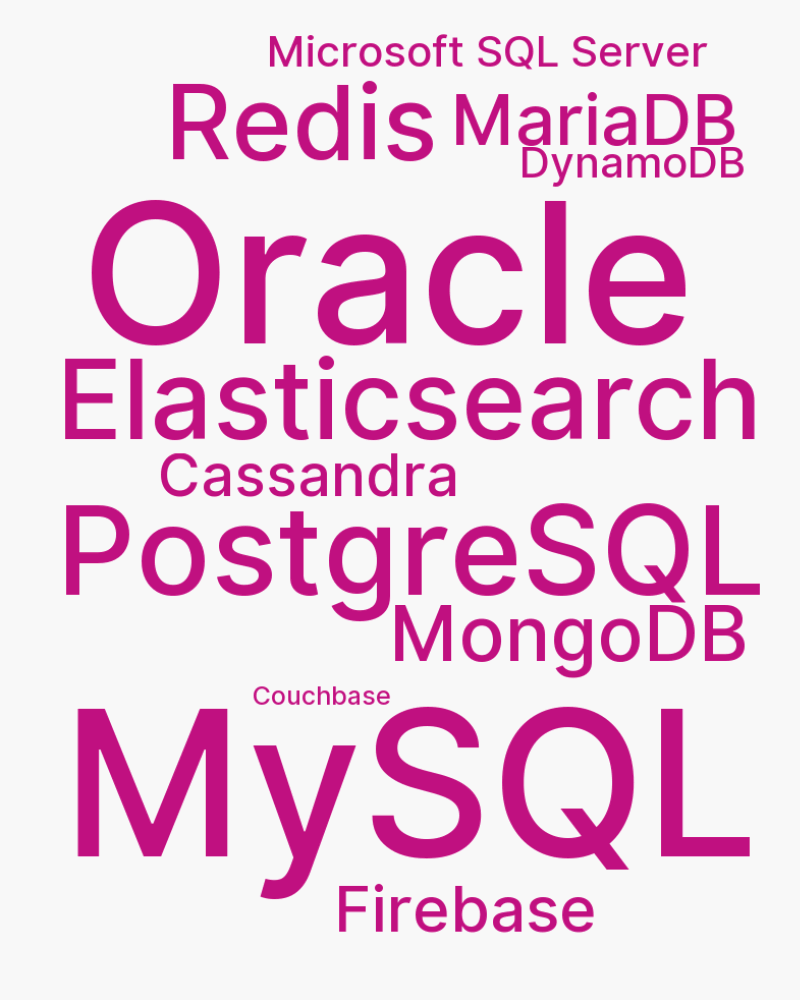 Microsoft SQL Server
Redis MariaDB
DynamoDB
Oracle
Elasticsearch
Cassandra
PostgreSQL
MongoDB
Couchbase
MySQL
Firebase